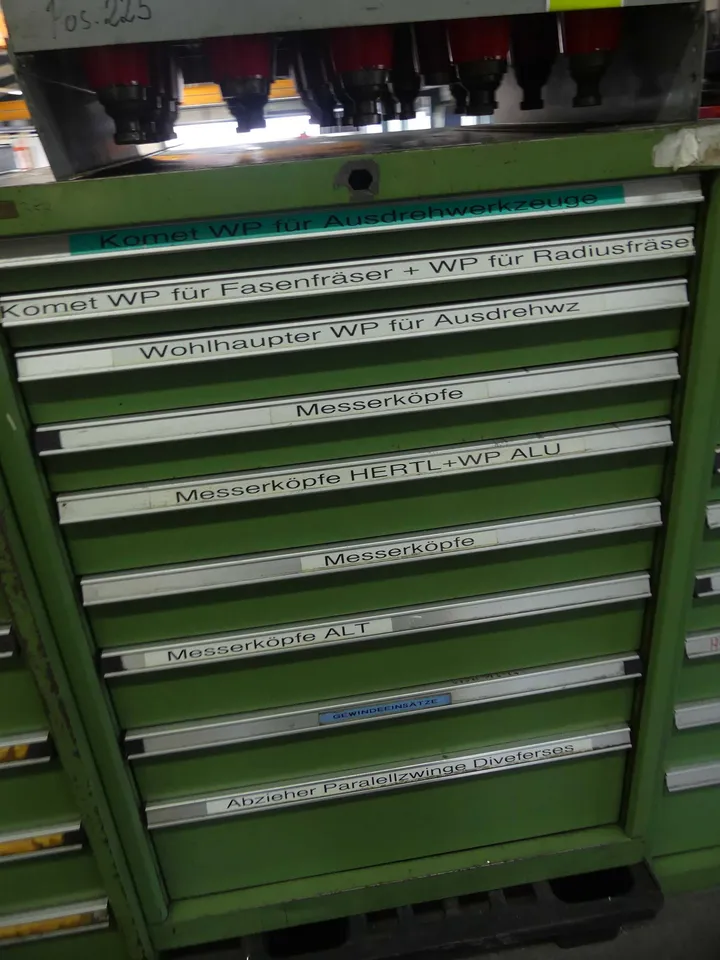 Pos. 225
Komet WP für Ausdrehwerkzeuge
Komet WP für Fasenfräser + WP für Radiusfräser
Wohlhaupter WP für Ausdrehwz
Messerköpfe
Messerköpfe HERTL+WP ALU
Messerköpfe
Messerköpfe ALT
GEWINDEEINSÄTZE
Abzieher Paralellzwinge Diveferses